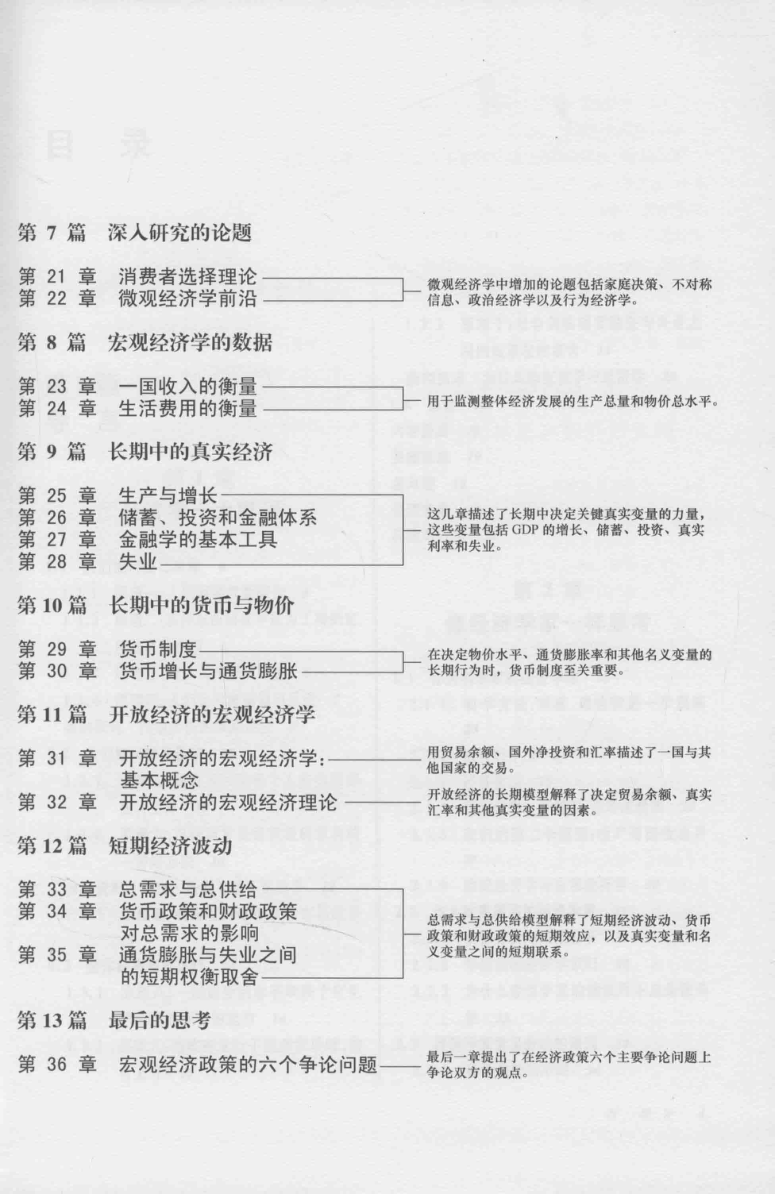 第 7 篇 深入研究的论题
第 21 章 消费者选择理论
第 22 章 微观经济学前沿
微观经济学中增加的论题包括家庭决策、不对称
信息、政治经济学以及行为经济学。
第 8 篇 宏观经济学的数据
第 23 章 一国收入的衡量
第 24 章 生活费用的衡量
用于监测整体经济发展的生产总量和物价总水平。
第 9 篇 长期中的真实经济
第 25 章 生产与增长
第 26 章 储蓄、投资和金融体系
第 27 章 金融学的基本工具
第 28 章 失业
这几章描述了长期中决定关键真实变量的力量，
这些变量包括 GDP 的增长、储蓄、投资、真实
利率和失业。
第 10 篇 长期中的货币与物价
第 29 章 货币制度
第 30 章 货币增长与通货膨胀
在决定物价水平、通货膨胀率和其他名义变量的
长期行为时，货币制度至关重要。
第 11 篇 开放经济的宏观经济学
第 31 章 开放经济的宏观经济学：
基本概念
用贸易余额、国外净投资和汇率描述了一国与其
他国家的交易。
第 32 章 开放经济的宏观经济理论
开放经济的长期模型解释了决定贸易余额、真实
汇率和其他真实变量的因素。
第 12 篇 短期经济波动
第 33 章 总需求与总供给
第 34 章 货币政策和财政政策
对总需求的影响
第 35 章 通货膨胀与失业之间
的短期权衡取舍
总需求与总供给模型解释了短期经济波动、货币
政策和财政政策的短期效应，以及真实变量和名
义变量之间的短期联系。
第 13 篇 最后的思考
第 36 章 宏观经济政策的六个争论问题
最后一章提出了在经济政策六个主要争论问题上
争论双方的观点。